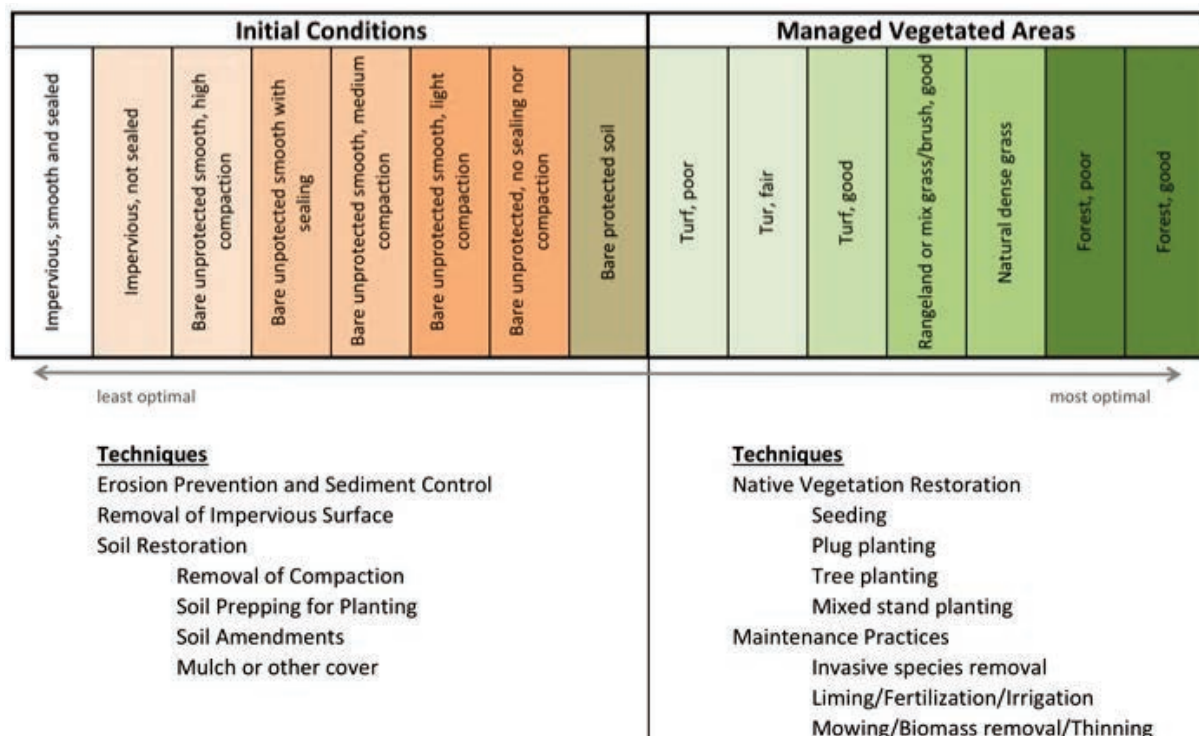 Initial Conditions
Managed Vegetated Areas
Impervious, smooth and sealed
Impervious, not sealed
Bare unprotected smooth, high
compaction
Bare unpotected smooth with
sealing
Bare unprotected smooth, medium
compaction
Bare unprotected smooth, light
compaction
Bare unprotected, no sealing nor
compaction
Bare protected soil
Turf, poor
Tur, fair
Turf, good
Rangeland or mix grass/brush, good
Natural dense grass
Forest, poor
Forest, good
least optimal
most optimal
Techniques
Erosion Prevention and Sediment Control
Removal of Impervious Surface
Soil Restoration
Removal of Compaction
Soil Prepping for Planting
Soil Amendments
Mulch or other cover
Techniques
Native Vegetation Restoration
Seeding
Plug planting
Tree planting
Mixed stand planting
Maintenance Practices
Invasive species removal
Liming/Fertilization/Irrigation
Mowing/Biomass removal/Thinning